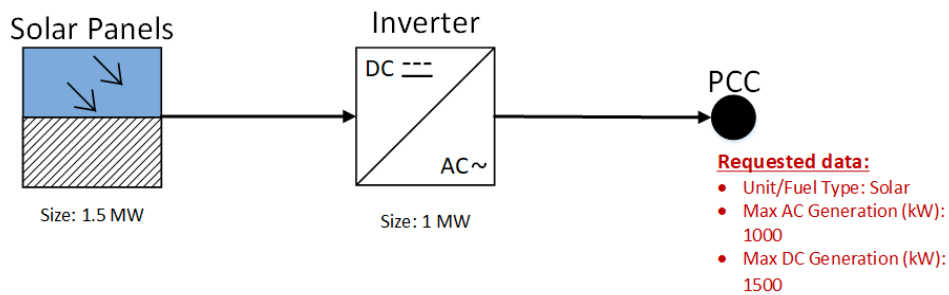 Solar Panels
Inverter
DC
AC~
PCC
Size: 1.5 MW
Size: 1 MW
Requested data:
• Unit/Fuel Type: Solar
• Max AC Generation (kW):
1000
• Max DC Generation (kW):
1500